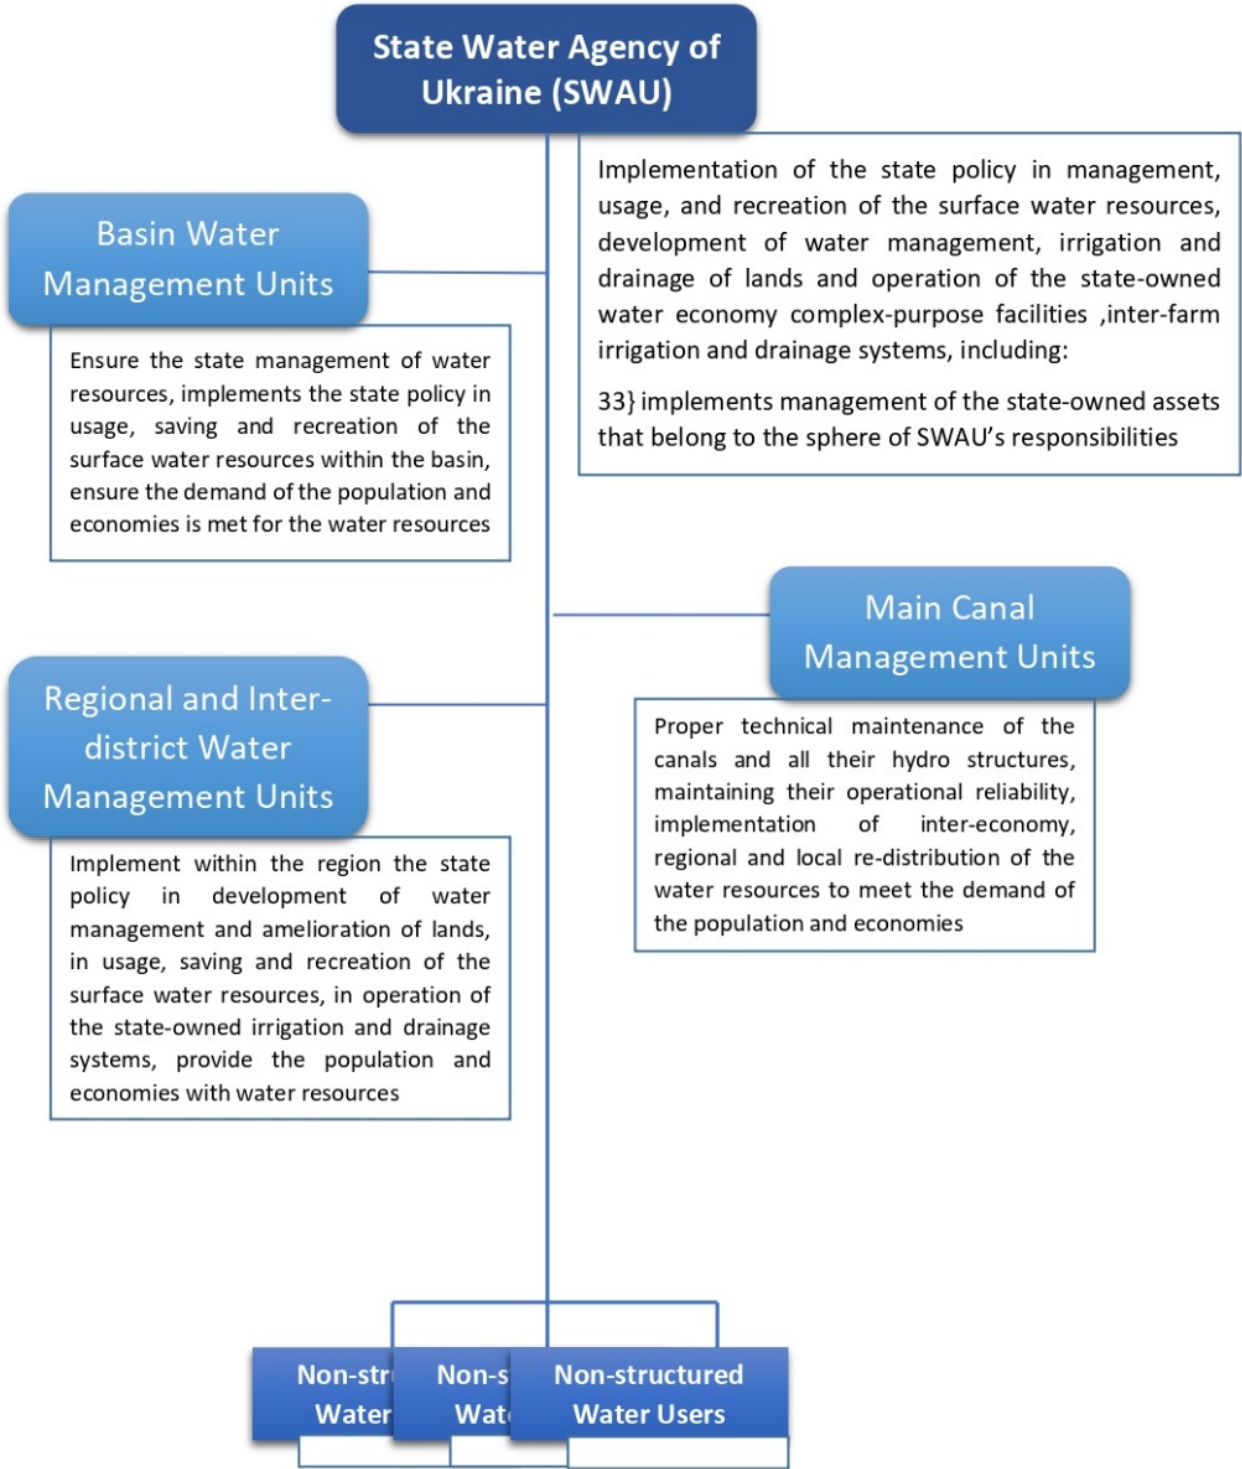 State Water Agency of
Ukraine (SWAU)
Implementation of the state policy in management,
usage, and recreation of the surface water resources,
development of water management, irrigation and
drainage of lands and operation of the state-owned
water economy complex-purpose facilities ,inter-farm
irrigation and drainage systems, including:
33} implements management of the state-owned assets
that belong to the sphere of SWAU's responsibilities
Basin Water
Management Units
Ensure the state management of water
resources, implements the state policy in
usage, saving and recreation of the
surface water resources within the basin,
ensure the demand of the population and
economies is met for the water resources
Main Canal
Management Units
Proper technical maintenance of the
canals and all their hydro structures,
maintaining their operational reliability,
implementation of inter-economy,
regional and local re-distribution of the
water resources to meet the demand of
the population and economies
Regional and Inter-
district Water
Management Units
Implement within the region the state
policy in development of water
management and amelioration of lands,
in usage, saving and recreation of the
surface water resources, in operation of
the state-owned irrigation and drainage
systems, provide the population and
economies with water resources
Non-str
Water
Non-s
Wat
Non-structured
Water Users